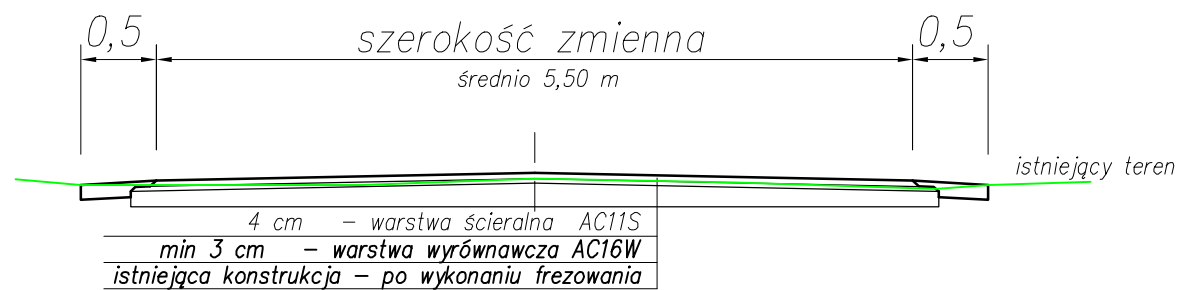 0,5 szerokość zmienna 0,5
średnio 5,50 m
istniejący teren
4 cm – warstwa ścieralna AC11S
min 3 cm – warstwa wyrównawcza AC16W
istniejąca konstrukcja – po wykonaniu frezowania